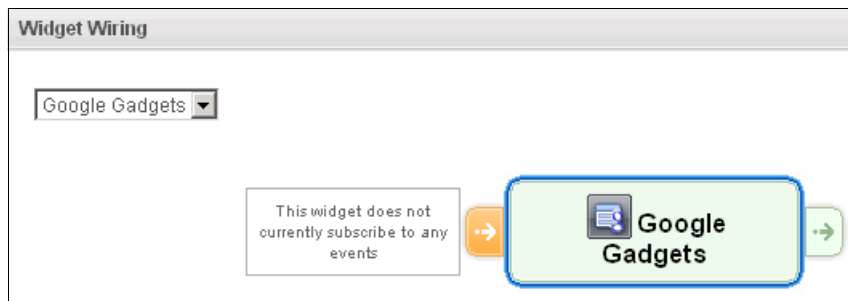 Widget Wiring
Google Gadgets
This widget does not
currently subscribe to any
events
Google
Gadgets